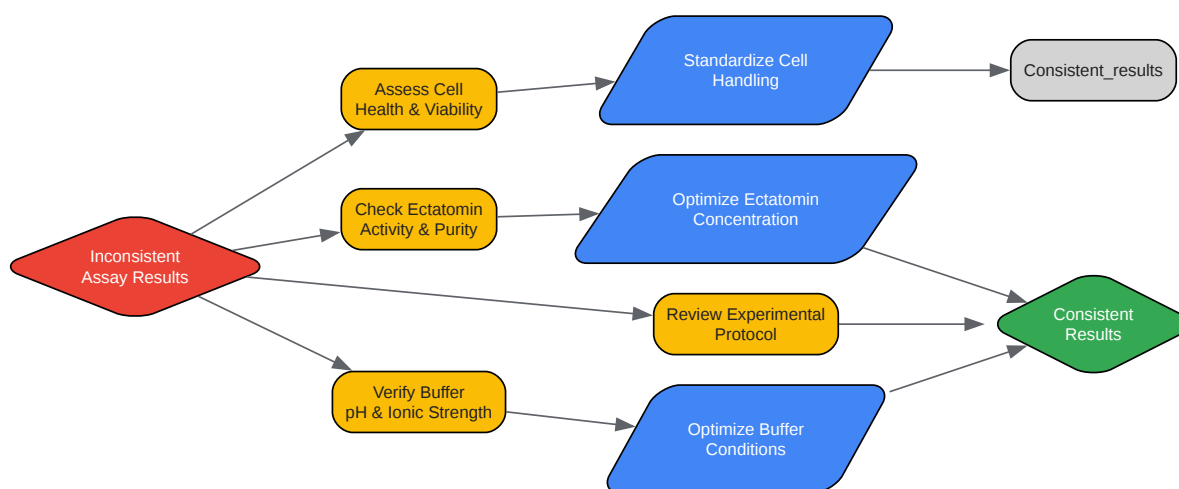 Standardize Cell
Handling
Consistent_results
Assess Cell
Health & Viability
Check Ectatomin
Activity & Purity
Optimize Ectatomin
Concentration
Inconsistent
Assay Results
Review Experimental
Protocol
Consistent
Results
Verify Buffer
pH & Ionic Strength
Optimize Buffer
Conditions